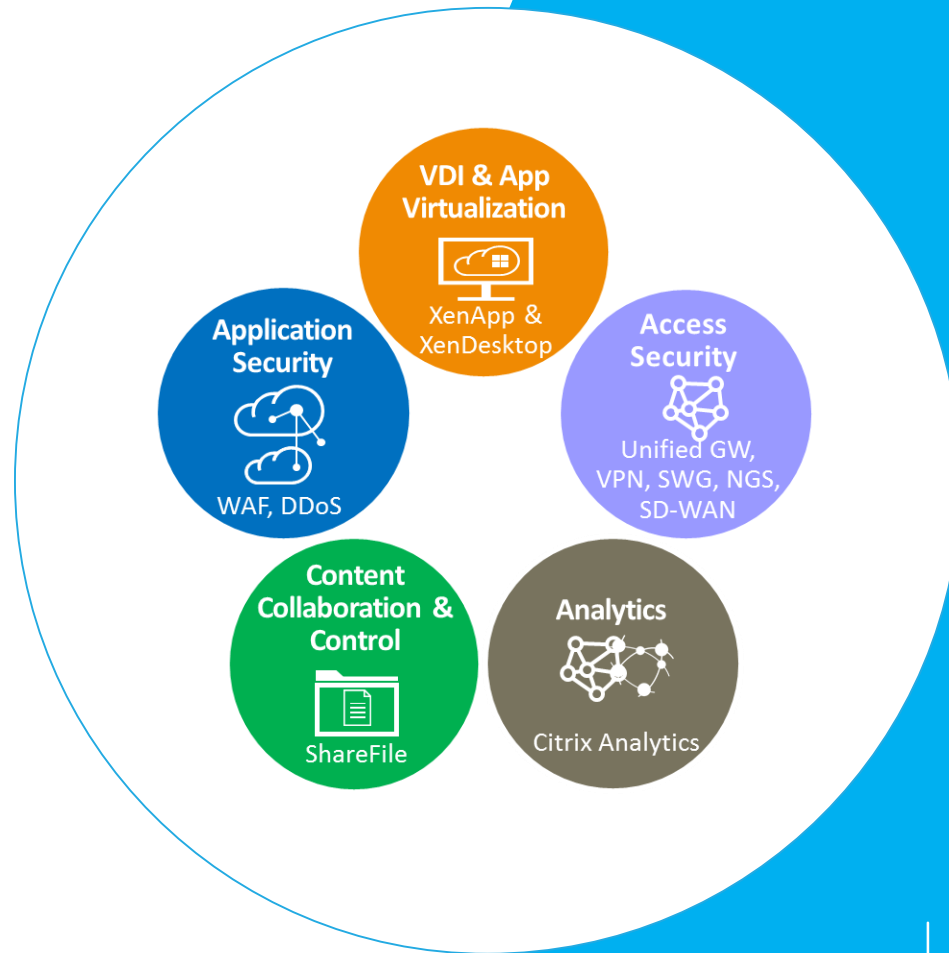 VDI & App
Virtualization
XenApp &
XenDesktop
Application
Security
WAF, DDoS
Access
Security
Unified GW,
VPN, SWG, NGS,
SD-WAN
Content
Collaboration &
Control
ShareFile
Analytics
Citrix Analytics